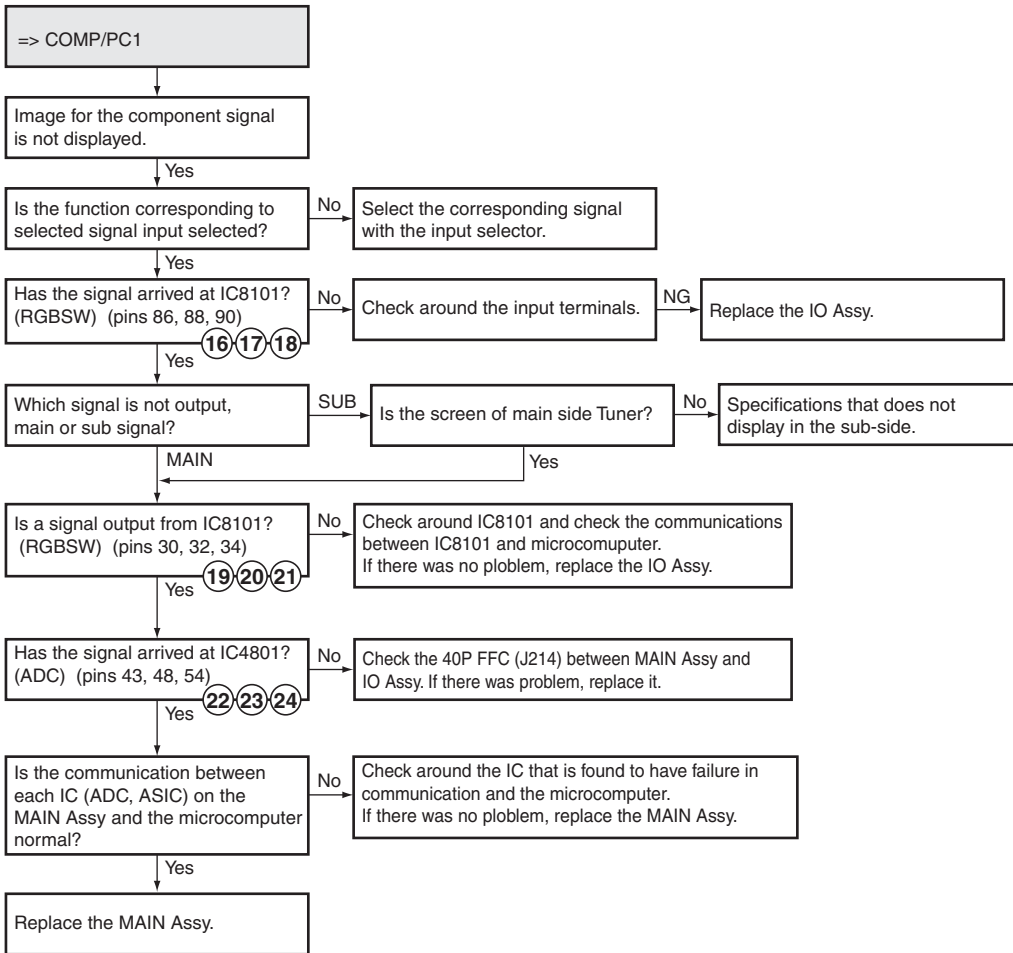 => COMP/PC1
Image for the component signal
is not displayed.
Yes
Is the function corresponding to
selected signal input selected?
No
Select the corresponding signal
with the input selector.
Yes
Has the signal arrived at IC8101?
(RGBSW) (pins 86, 88, 90)
16 17 18
No
Check around the input terminals.
NG
Replace the IO Assy.
Yes
Which signal is not output,
main or sub signal?
SUB
Is the screen of main side Tuner?
No
Specifications that does not
display in the sub-side.
MAIN
Yes
Is a signal output from IC8101?
(RGBSW) (pins 30, 32, 34)
19 20 21
No
Check around IC8101 and check the communications
between IC8101 and microcomuputer.
If there was no ploblem, replace the IO Assy.
Yes
Has the signal arrived at IC4801?
(ADC) (pins 43, 48, 54)
22 23 24
No
Check the 40P FFC (J214) between MAIN Assy and
IO Assy. If there was problem, replace it.
Yes
Is the communication between
each IC (ADC, ASIC) on the
MAIN Assy and the microcomputer
normal?
No
Check around the IC that is found to have failure in
communication and the microcomputer.
If there was no ploblem, replace the MAIN Assy.
Yes
Replace the MAIN Assy.